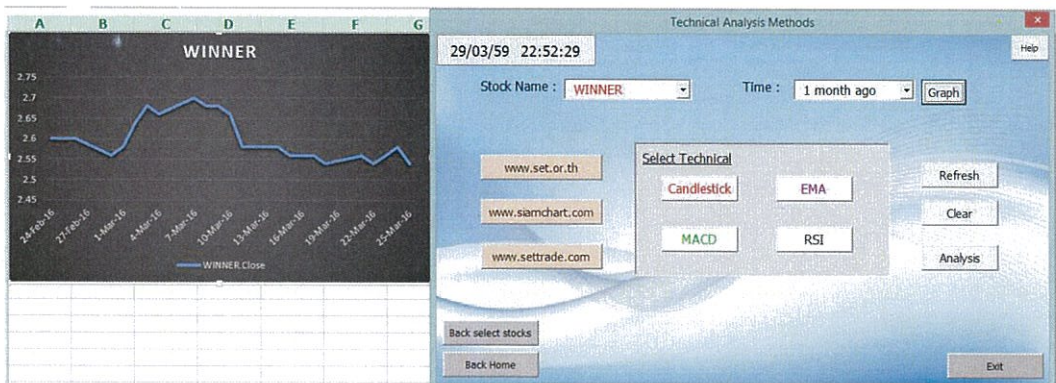 A B C D E F G
WINNER
2.75
2.7
2.65
2.6
2.55
2.5
2.45
24-Feb-16 27-Feb-16 1-Mar-16 4-Mar-16 7-Mar-16 10-Mar-16 13-Mar-16 16-Mar-16 19-Mar-16 22-Mar-16 25-Mar-16
WINNER.Close
Technical Analysis Methods
29/03/59 22:52:29
Help
Stock Name : WINNER Time : 1 month ago Graph
Select Technical
www.set.or.th
Candlestick EMA
Refresh
www.siamchart.com
Clear
MACD RSI
www.settrade.com
Analysis
Back select stocks
Back Home
Exit